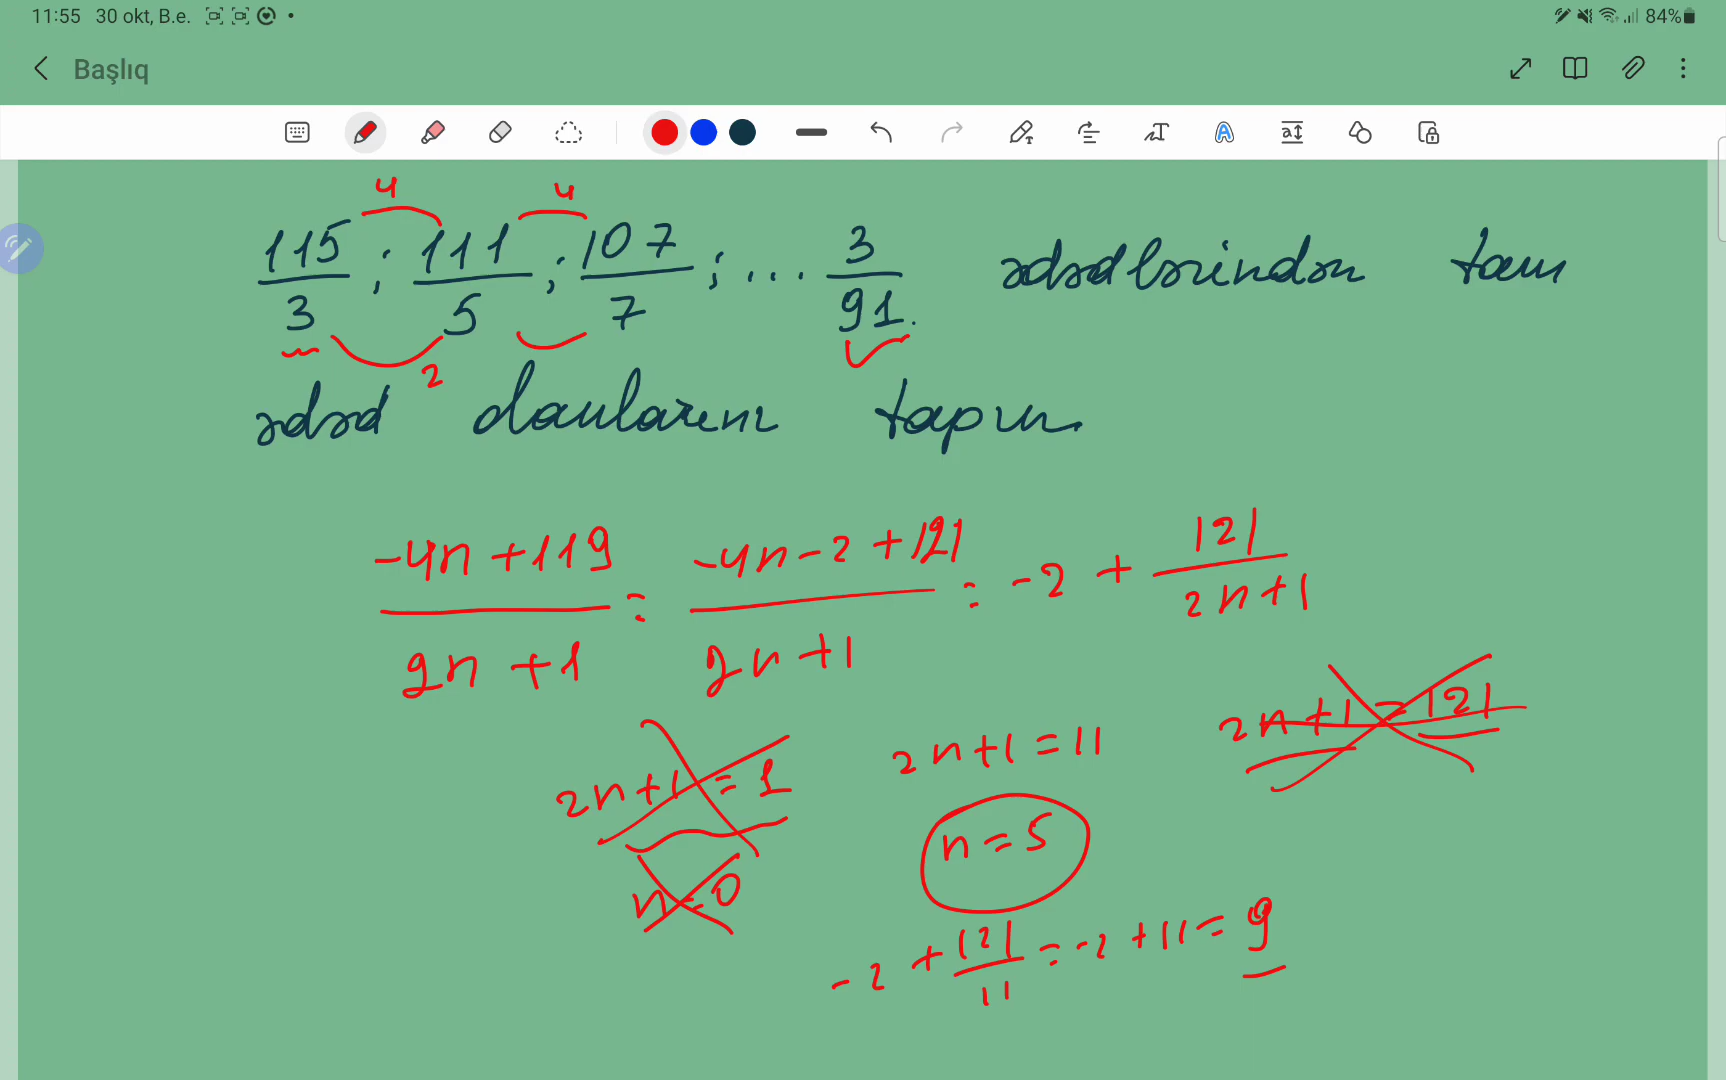 11:55 30 okt, B.e. 84%
Başlıq
4 4
115/3 ; 111/5 ; 107/7 ; ... 3/91. ədədlərindən tam
2
ədəd olanlarını tapın.
(-4n+119)/(2n+1) = (-4n-2+121)/(2n+1) = -2 + 121/(2n+1)
2n+1=1 2n+1=11 2n+1=121
n=0 n=5
-2 + 121/11 = -2 + 11 = 9